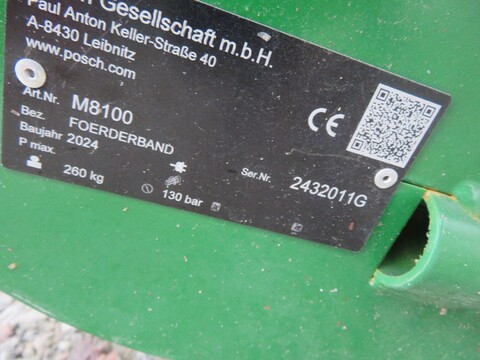 Gesellschaft m.b.H.
Paul Anton Keller-Straße 40
A-8430 Leibnitz
www.posch.com
Art.Nr. M8100
Bez. FOERDERBAND
Baujahr 2024
P max.
260 kg
130 bar
CE
Ser.Nr. 2432011G